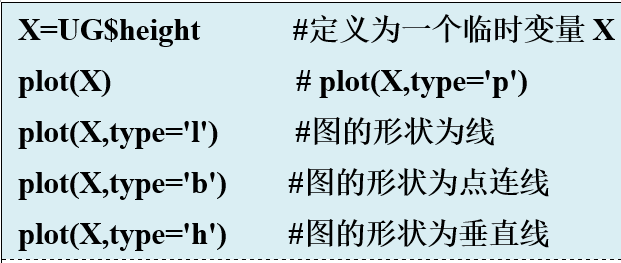 X=UG$height #定义为一个临时变量 X
plot(X) # plot(X,type='p')
plot(X,type='l') #图的形状为线
plot(X,type='b') #图的形状为点连线
plot(X,type='h') #图的形状为垂直线